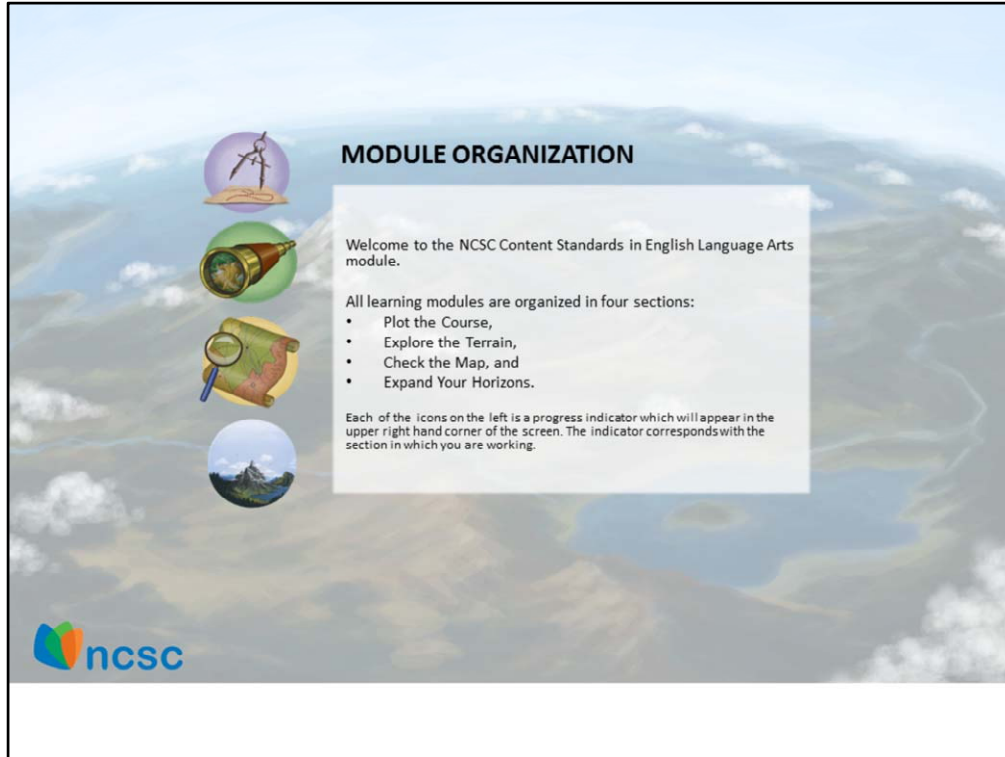 MODULE ORGANIZATION
Welcome to the NCSC Content Standards in English Language Arts
module.
All learning modules are organized in four sections:
• Plot the Course,
• Explore the Terrain,
• Check the Map, and
• Expand Your Horizons.
Each of the icons on the left is a progress indicator which will appear in the
upper right hand corner of the screen. The indicator corresponds with the
section in which you are working.
ncsc